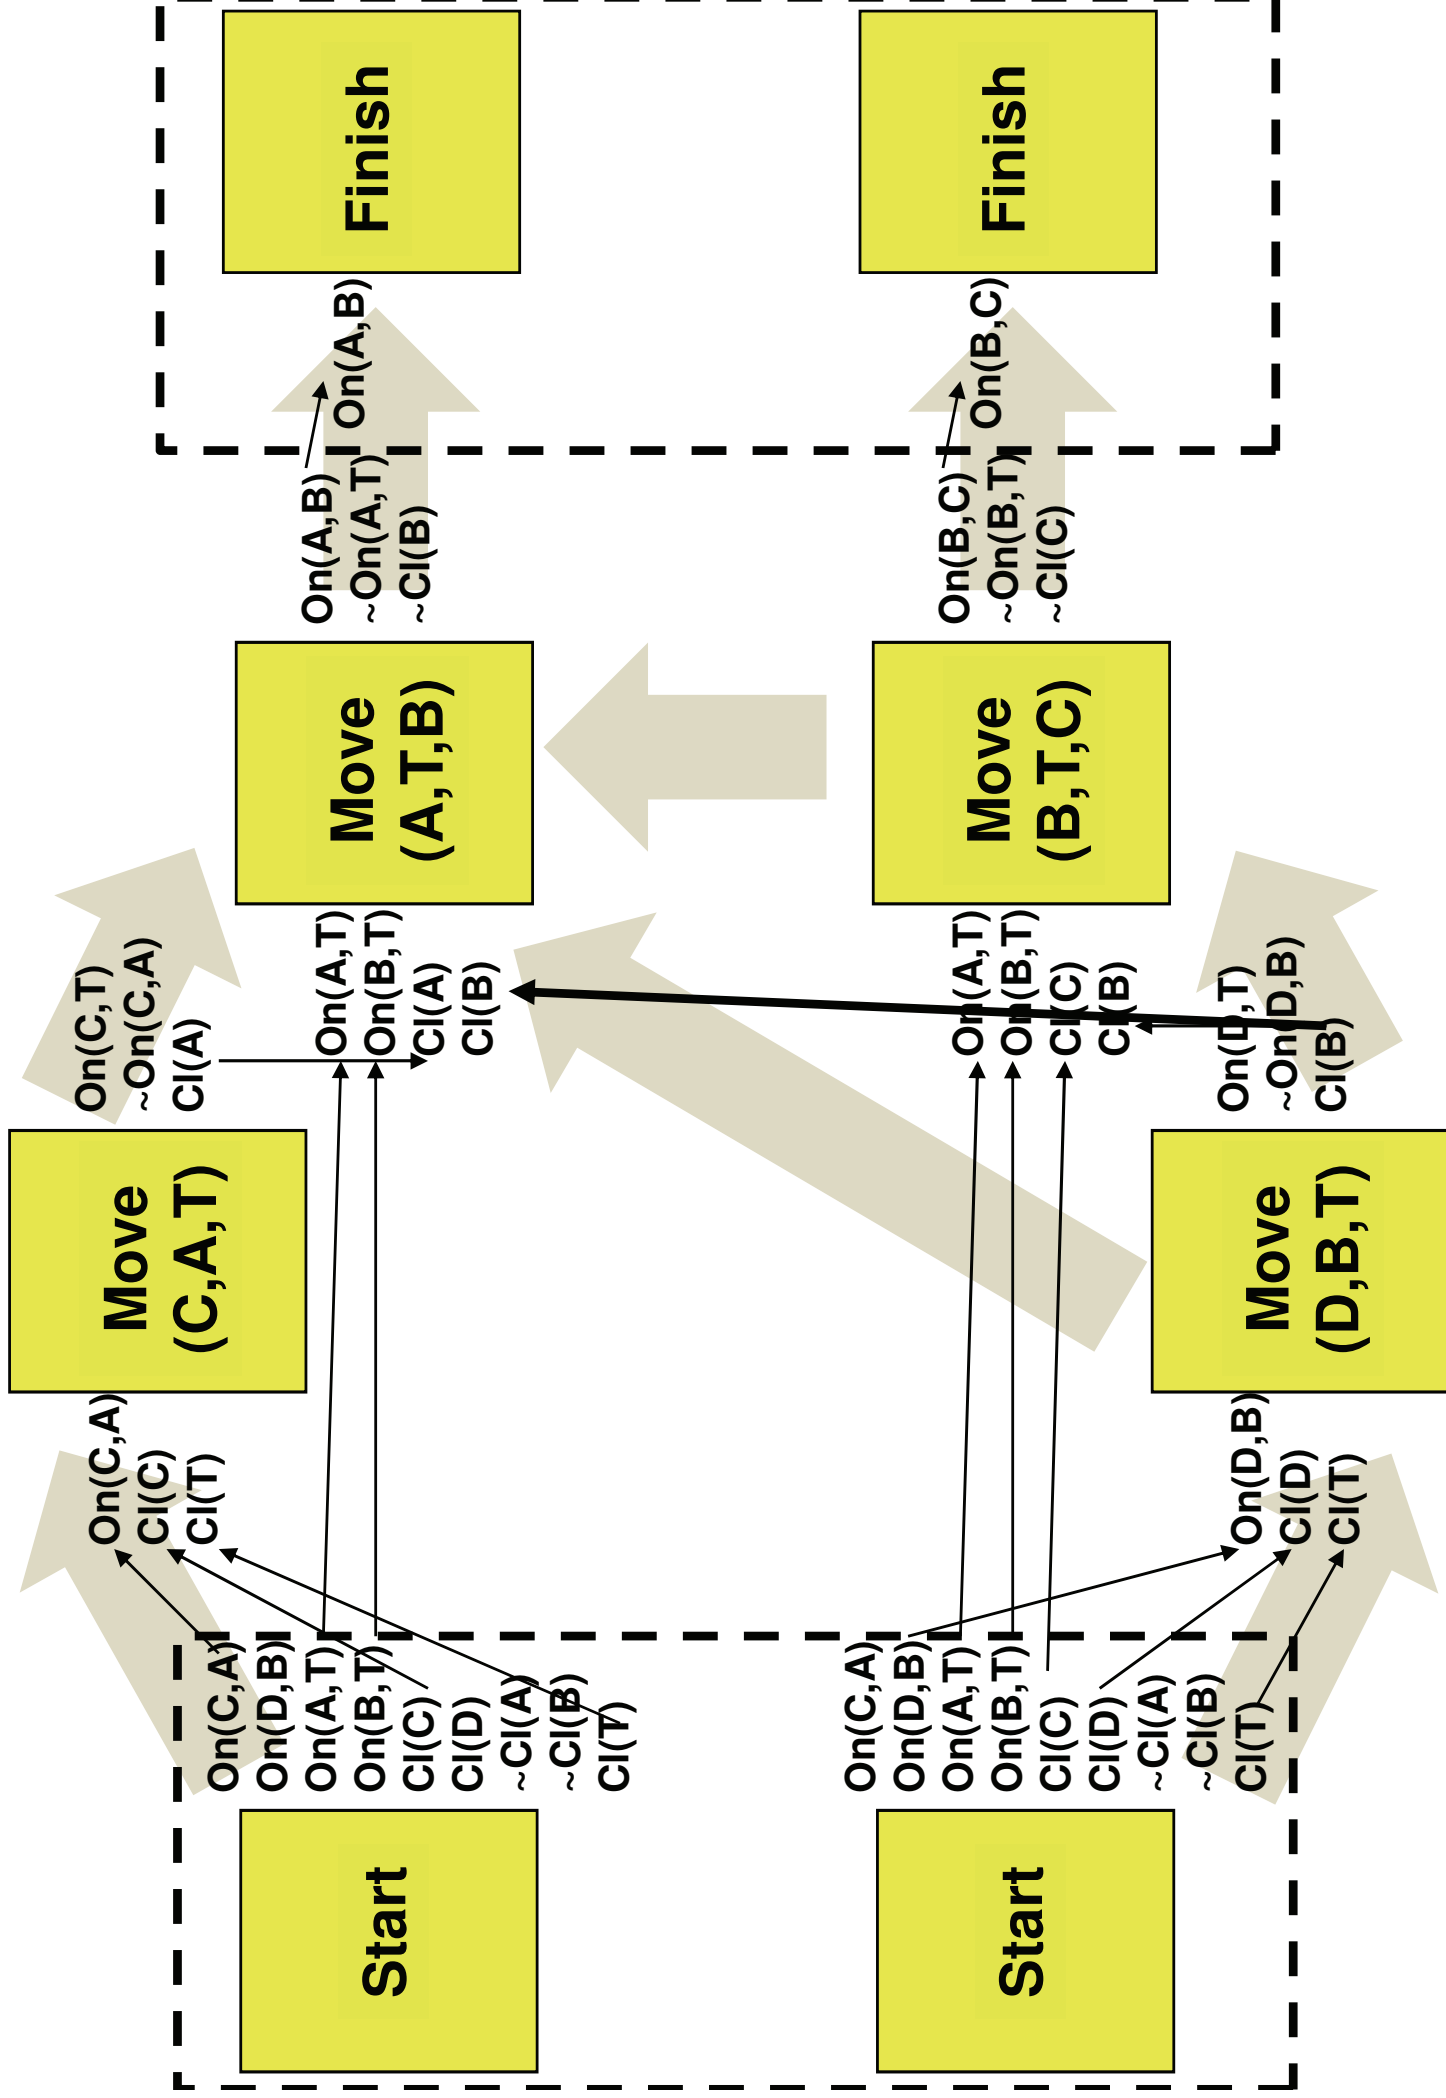 Start
On(C,A)
On(D,B)
On(A,T)
On(B,T)
Cl(C)
Cl(D)
~Cl(A)
~Cl(B)
Cl(T)
On(C,A)
Cl(C)
Cl(T)
Move
(C,A,T)
On(C,T)
~On(C,A)
Cl(A)
On(A,T)
On(B,T)
Cl(A)
Cl(B)
Move
(A,T,B)
On(A,B)
~On(A,T)
~Cl(B)
On(A,B)
Finish
Start
On(C,A)
On(D,B)
On(A,T)
On(B,T)
Cl(C)
Cl(D)
~Cl(A)
~Cl(B)
Cl(T)
On(D,B)
Cl(D)
Cl(T)
Move
(D,B,T)
On(D,T)
~On(D,B)
Cl(B)
On(A,T)
On(B,T)
Cl(C)
Cl(B)
Move
(B,T,C)
On(B,C)
~On(B,T)
~Cl(C)
On(B,C)
Finish